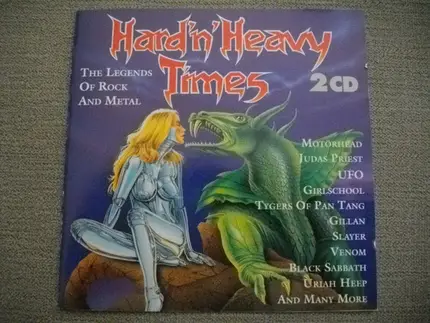 Hard'n'Heavy
Times
2CD
The Legends
Of Rock
And Metal
Motörhead
Judas Priest
UFO
Girlschool
Tygers Of Pan Tang
Gillan
Slayer
Venom
Black Sabbath
Uriah Heep
And Many More